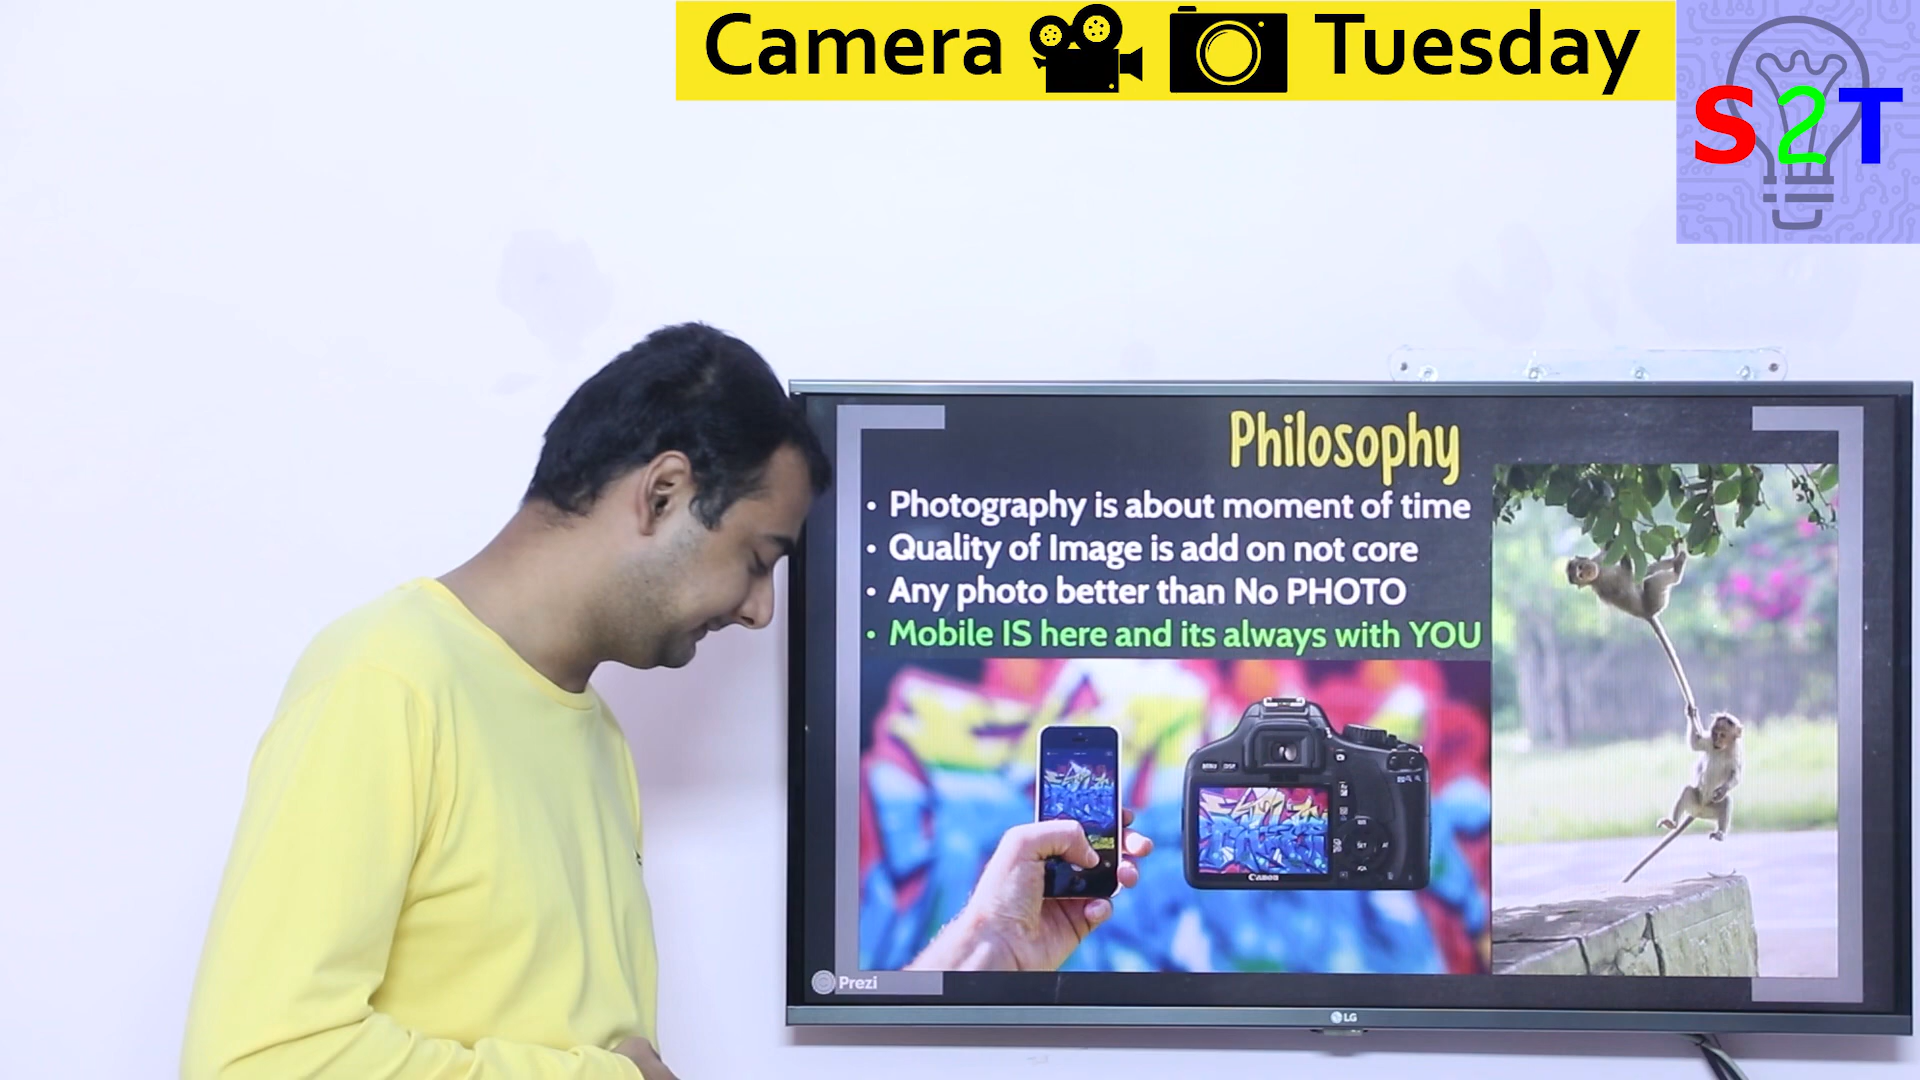 Camera Tuesday
S2T
Philosophy
• Photography is about moment of time
• Quality of Image is add on not core
• Any photo better than No PHOTO
• Mobile IS here and its always with YOU
Canon
Prezi
LG